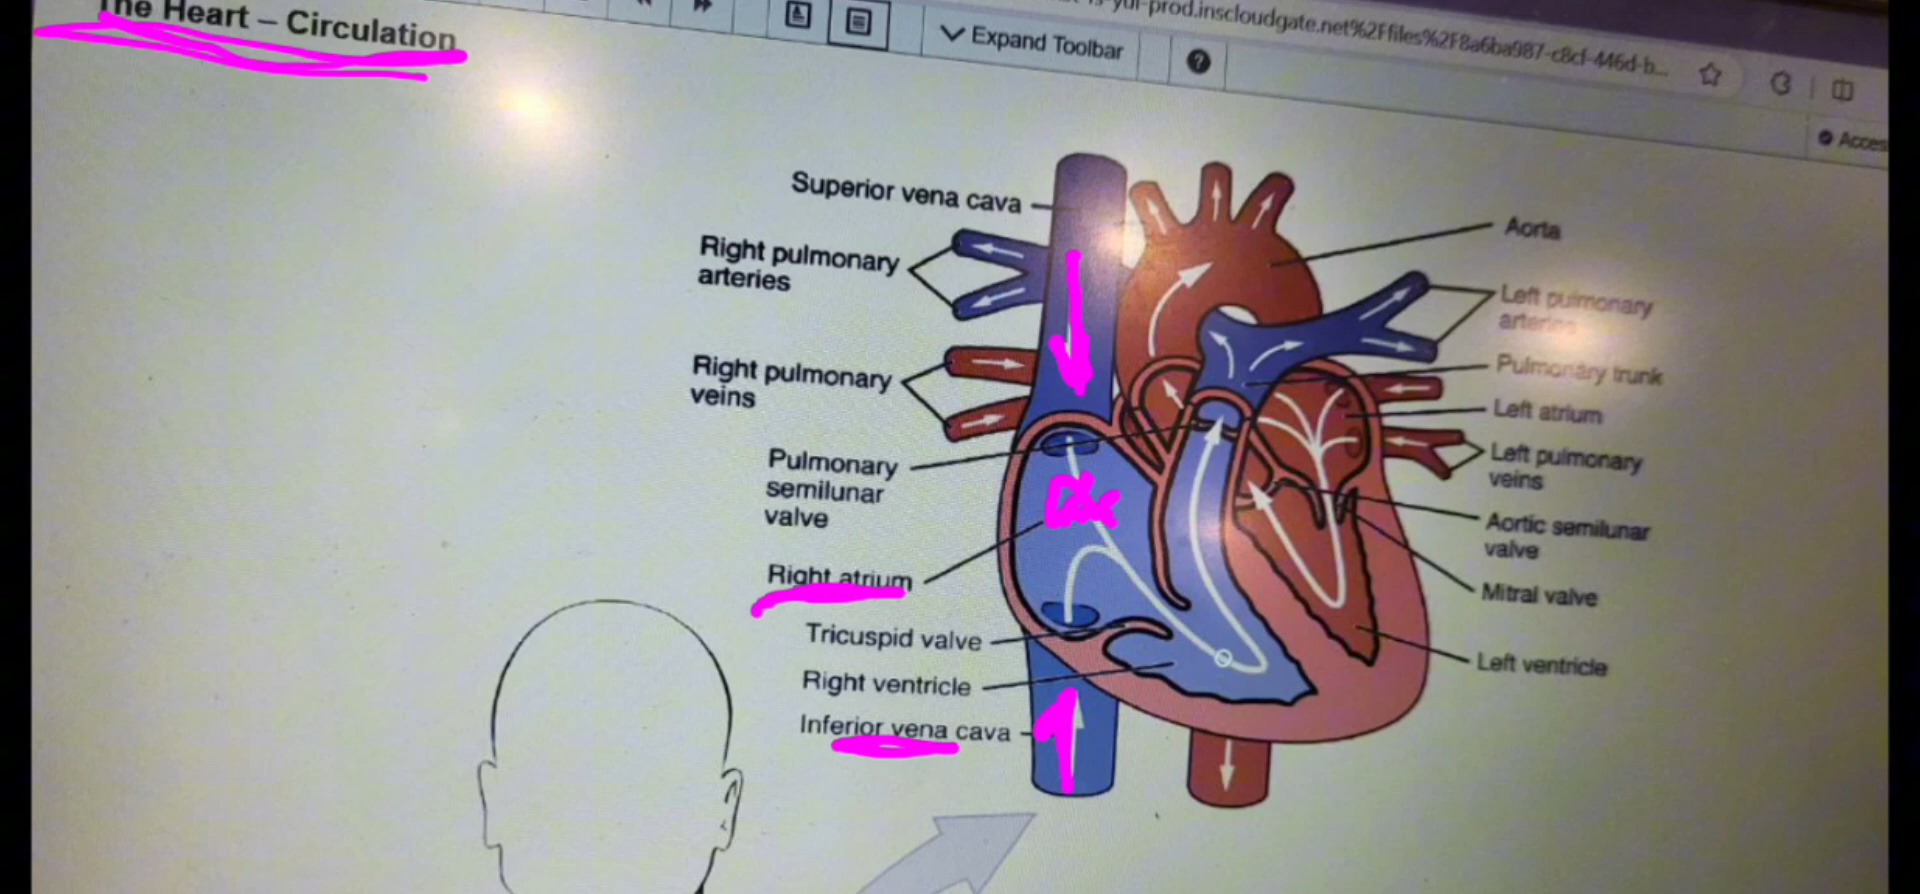 The Heart – Circulation
Expand Toolbar
-prod.inscloudgate.net%2Ffiles%2F8a6ba987-c8cf-446d-b...
Superior vena cava
Right pulmonary
arteries
Right pulmonary
veins
Pulmonary
semilunar
valve
Right atrium
Tricuspid valve
Right ventricle
Inferior vena cava
Aorta
Left pulmonary
arteries
Pulmonary trunk
Left atrium
Left pulmonary
veins
Aortic semilunar
valve
Mitral valve
Left ventricle